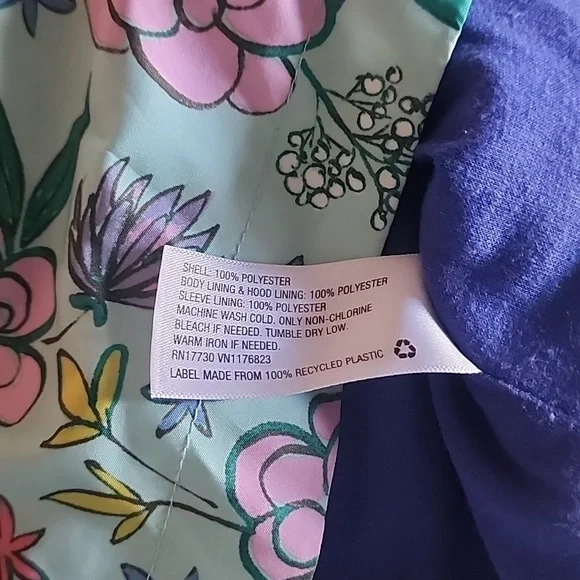 SHELL: 100% POLYESTER
BODY LINING & HOOD LINING: 100% POLYESTER
SLEEVE LINING: 100% POLYESTER
MACHINE WASH COLD, ONLY NON-CHLORINE
BLEACH IF NEEDED. TUMBLE DRY LOW.
WARM IRON IF NEEDED.
RN17730 VN1176823
LABEL MADE FROM 100% RECYCLED PLASTIC